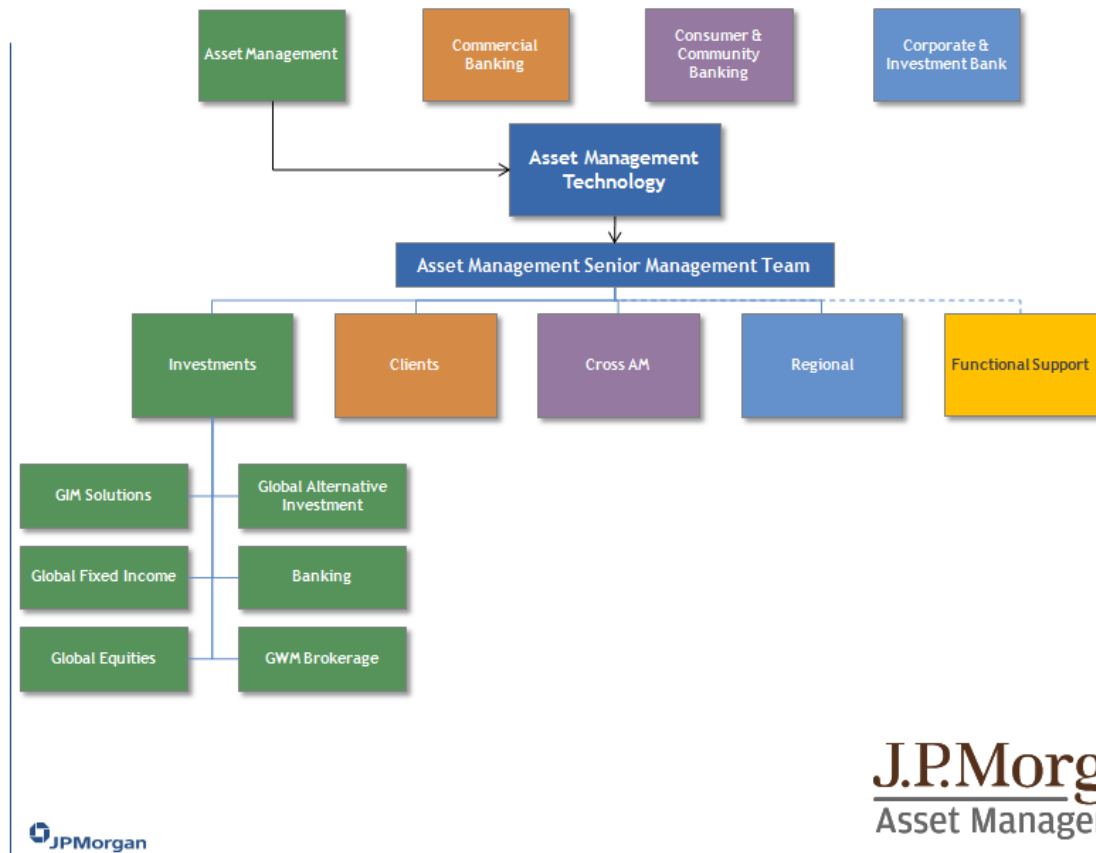 Asset Management
Commercial
Banking
Consumer &
Community
Banking
Corporate &
Investment Bank
Asset Management
Technology
Asset Management Senior Management Team
Investments
Clients
Cross AM
Regional
Functional Support
GIM Solutions
Global Alternative
Investment
Global Fixed Income
Banking
Global Equities
GWM Brokerage
J.P.Morg
Asset Manage
JPMorgan